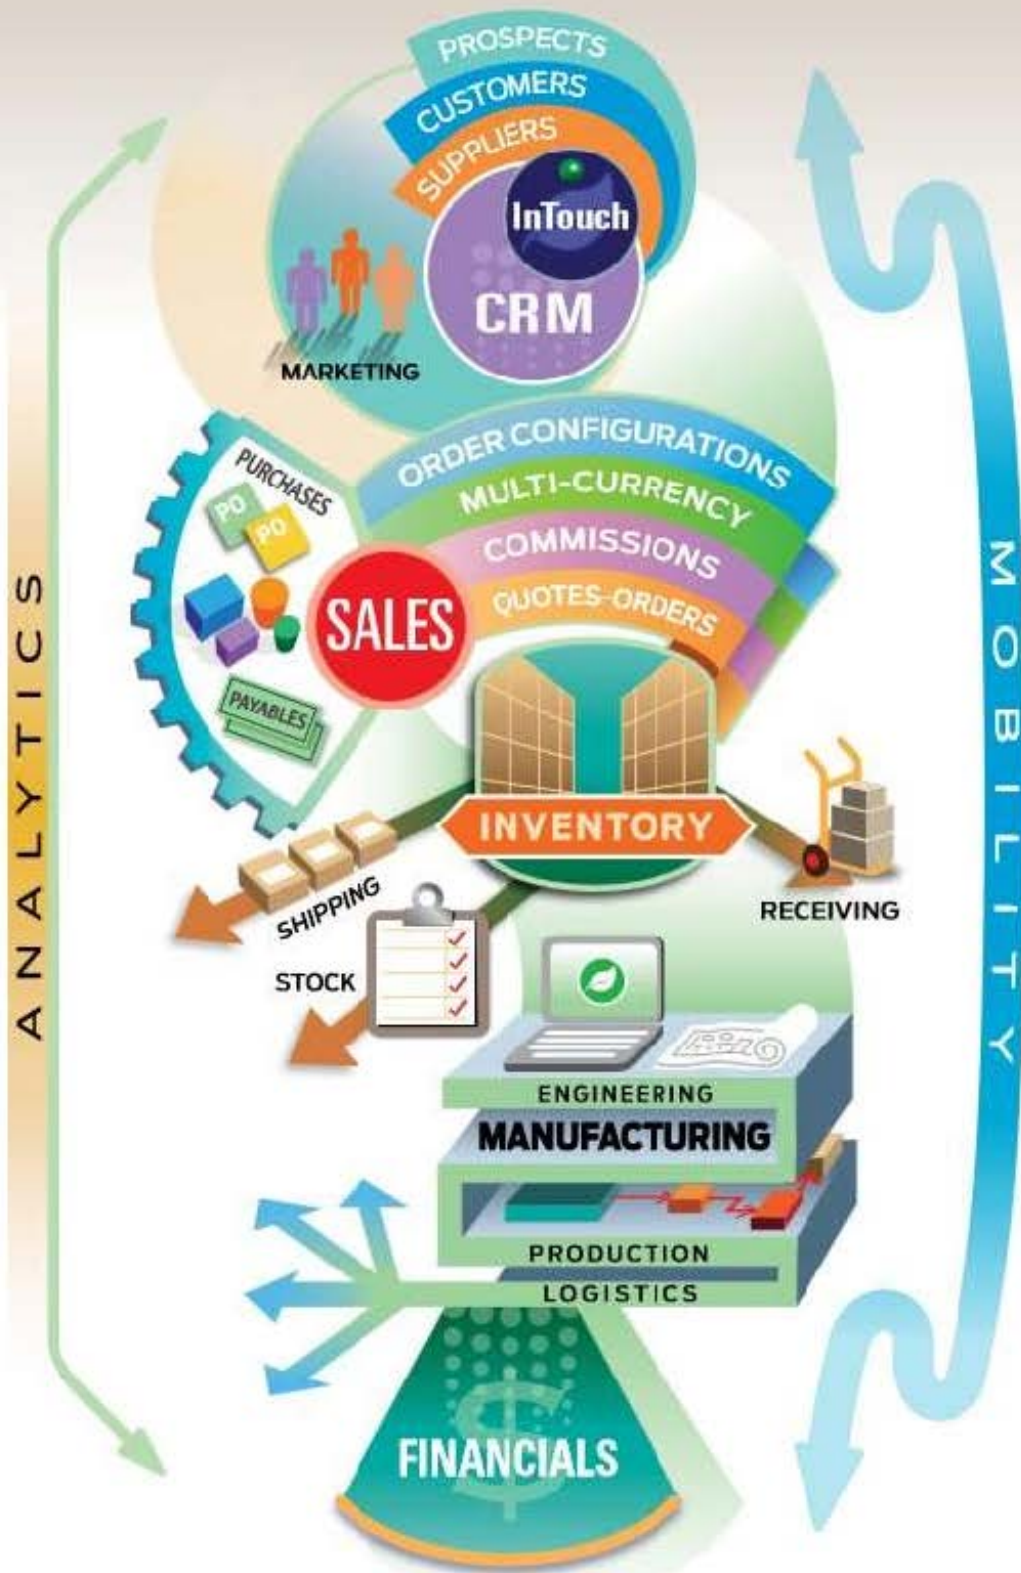 PROSPECTS
CUSTOMERS
SUPPLIERS
InTouch
CRM
MARKETING
ORDER CONFIGURATIONS
MULTI-CURRENCY
COMMISSIONS
QUOTES-ORDERS
PURCHASES
PO
PO
SALES
PAYABLES
INVENTORY
SHIPPING
RECEIVING
STOCK
ENGINEERING
MANUFACTURING
PRODUCTION
LOGISTICS
$
FINANCIALS
ANALYTICS
MOBILITY